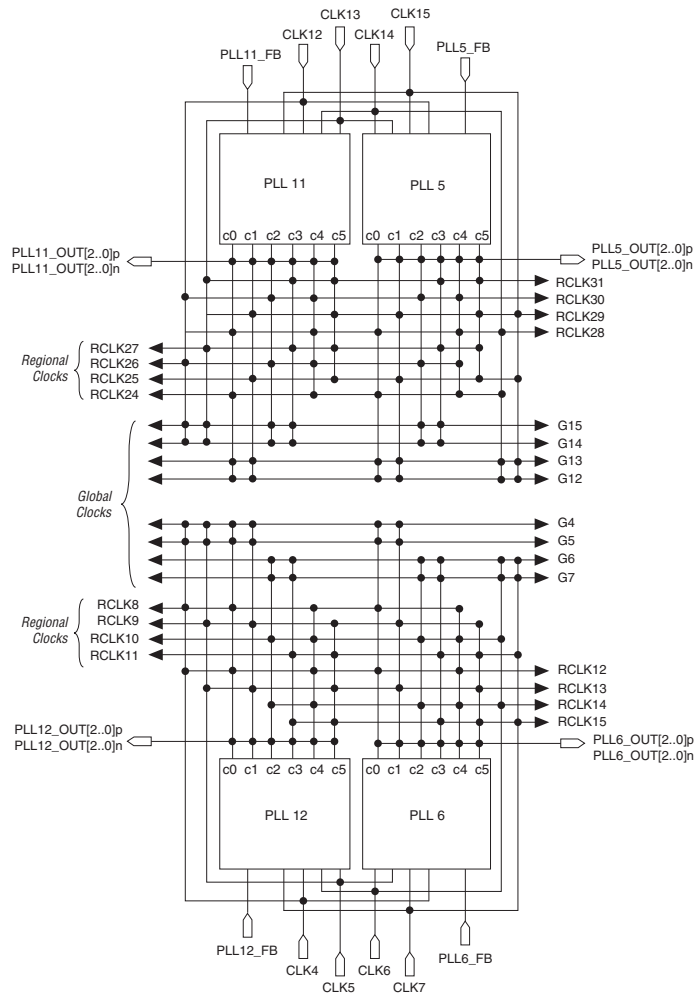 CLK13
CLK15
CLK12
CLK14
PLL11_FB
PLL5_FB
PLL 11
PLL 5
c0 c1 c2 c3 c4 c5
c0 c1 c2 c3 c4 c5
PLL11_OUT[2..0]p
PLL11_OUT[2..0]n
PLL5_OUT[2..0]p
PLL5_OUT[2..0]n
RCLK31
RCLK30
RCLK29
RCLK28
Regional
Clocks
RCLK27
RCLK26
RCLK25
RCLK24
G15
G14
G13
G12
Global
Clocks
G4
G5
G6
G7
Regional
Clocks
RCLK8
RCLK9
RCLK10
RCLK11
RCLK12
RCLK13
RCLK14
RCLK15
PLL12_OUT[2..0]p
PLL12_OUT[2..0]n
PLL6_OUT[2..0]p
PLL6_OUT[2..0]n
c0 c1 c2 c3 c4 c5
c0 c1 c2 c3 c4 c5
PLL 12
PLL 6
PLL12_FB
PLL6_FB
CLK4
CLK6
CLK5
CLK7